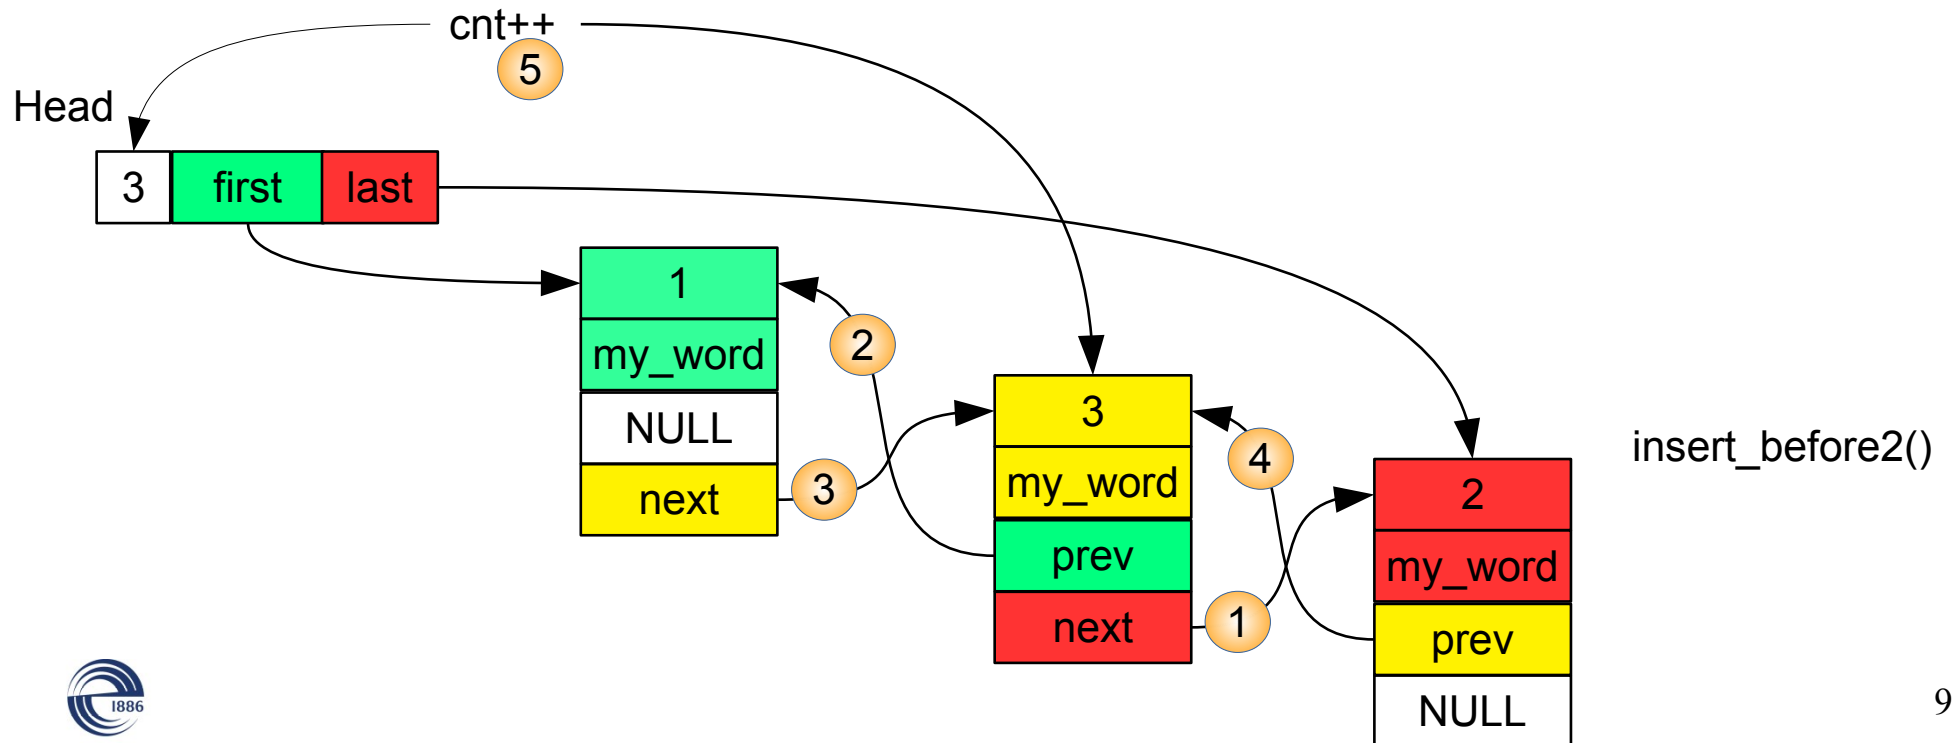 cnt++
5
Head
3 first last
1
my_word
NULL
next
2
3
3
my_word
prev
next
4
1
2
my_word
prev
NULL
insert_before2()
1886
9